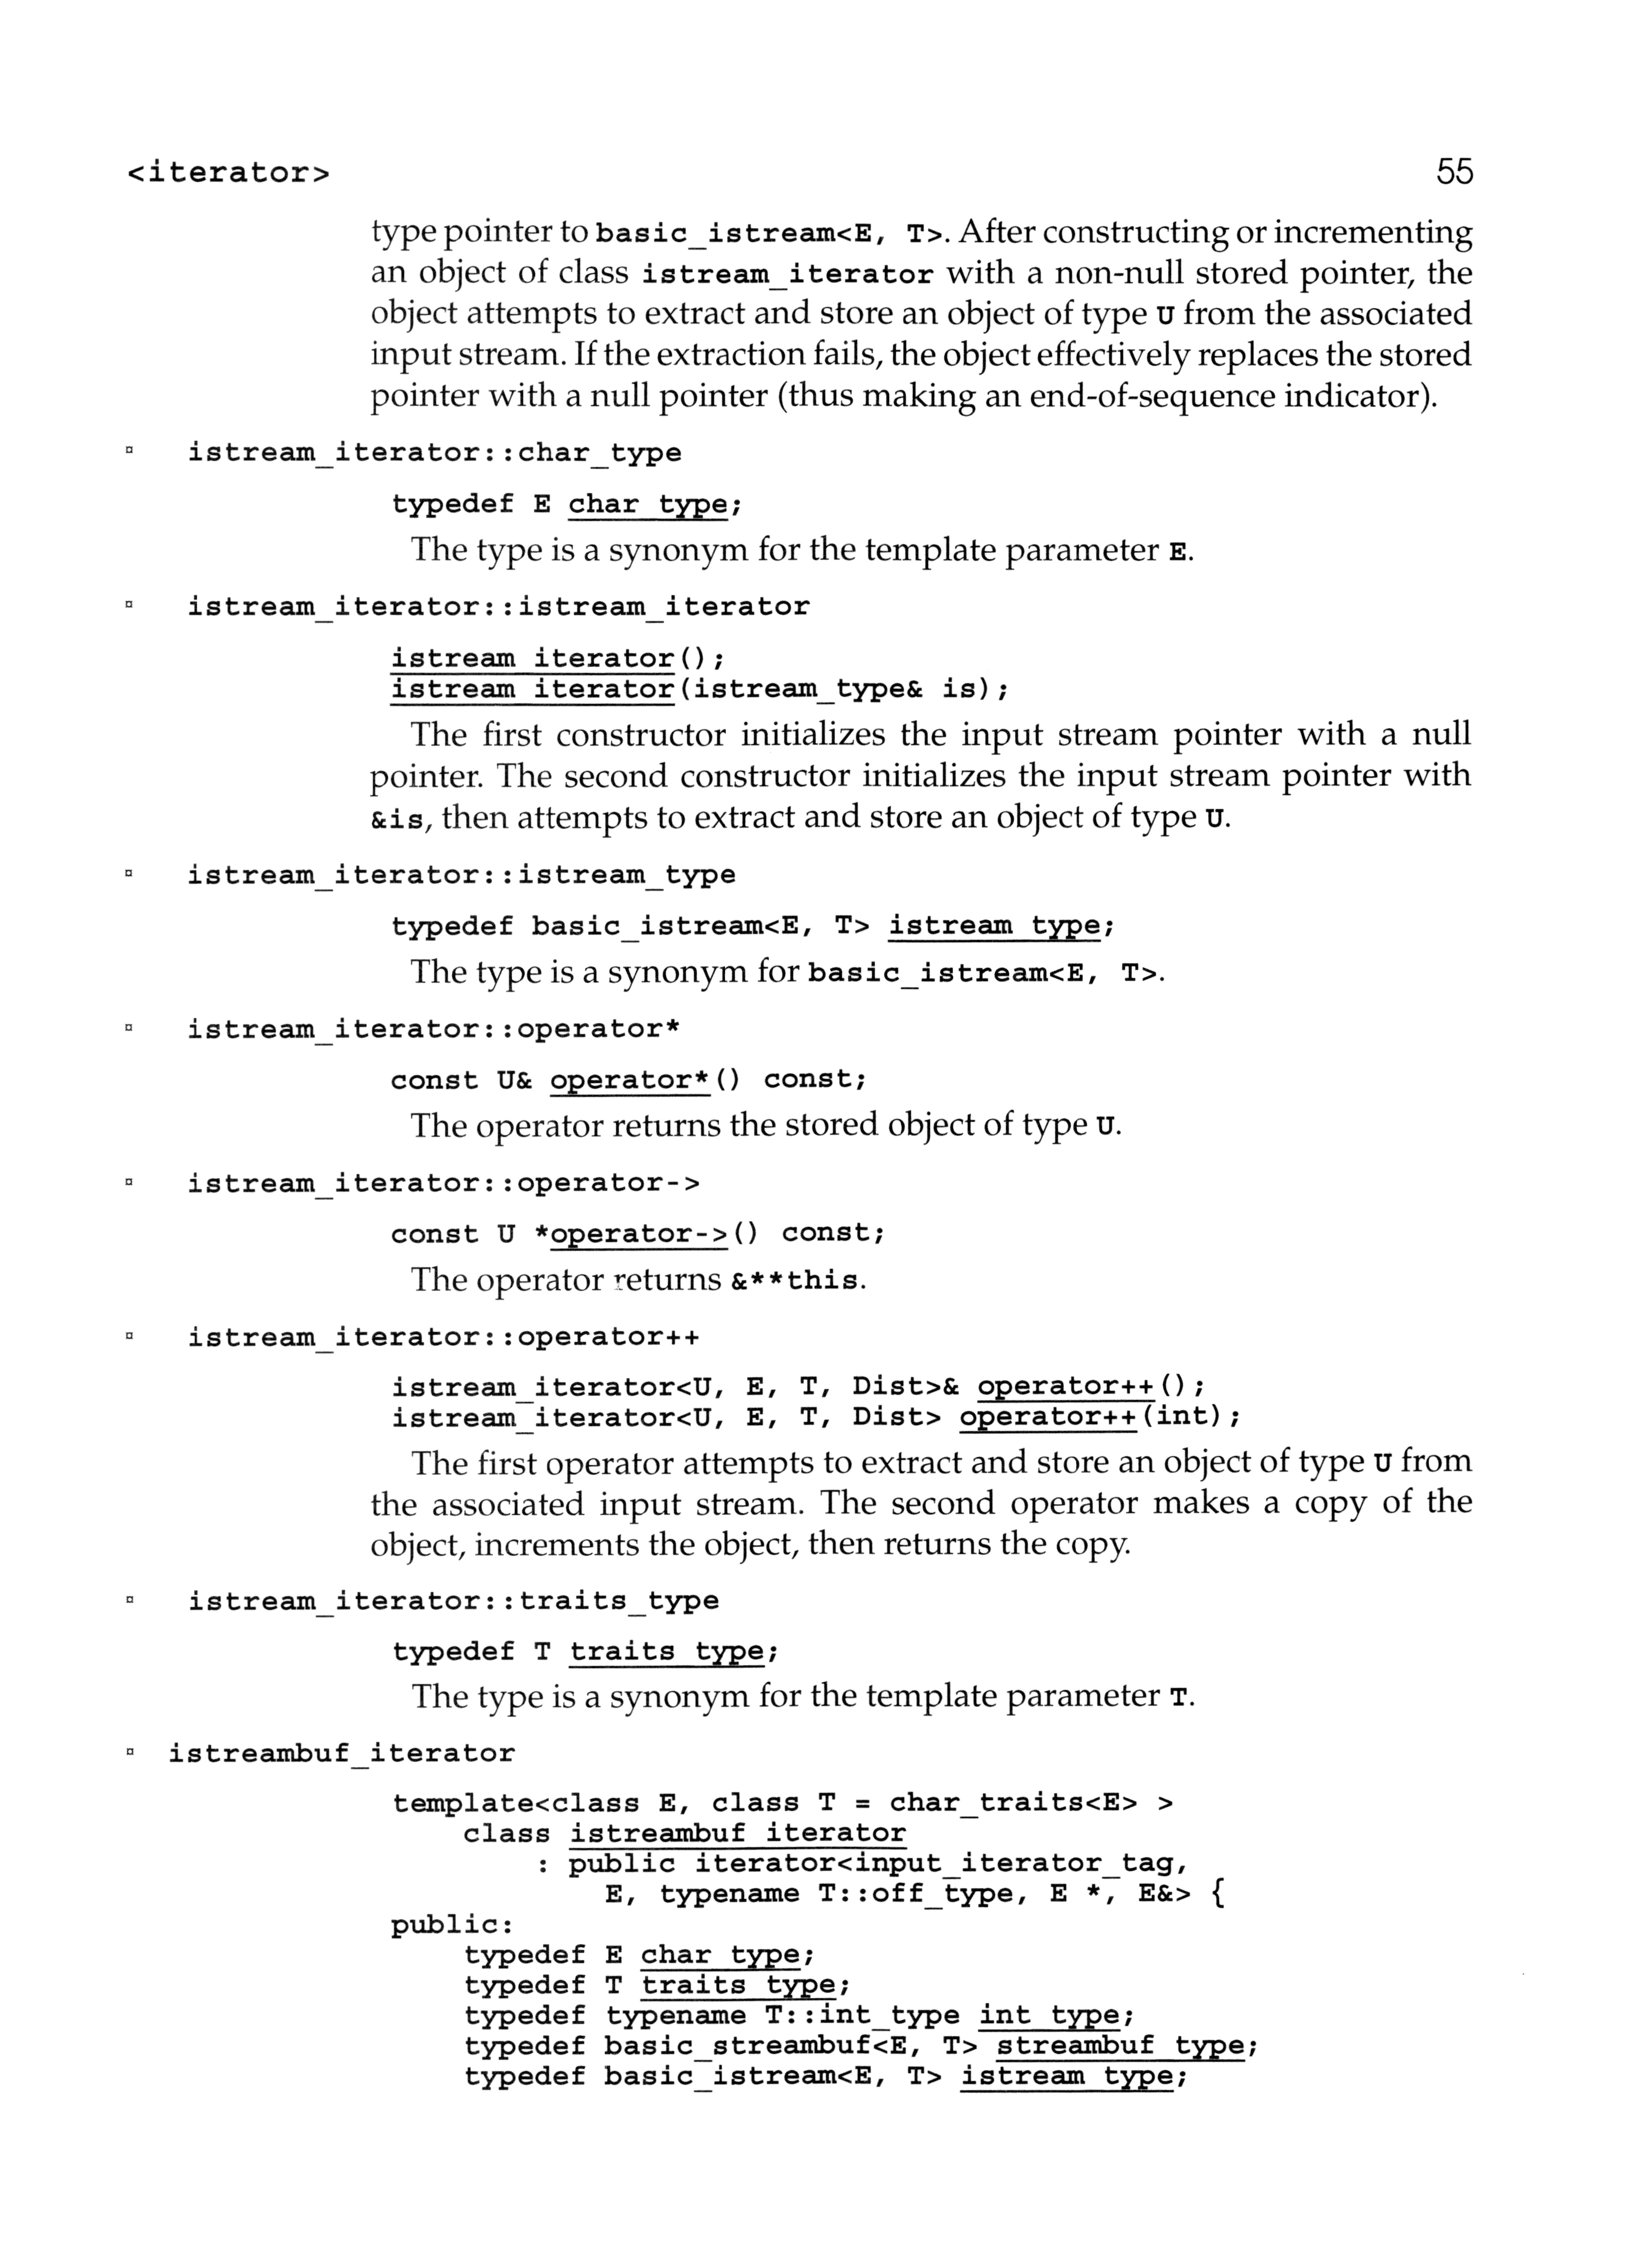 <iterator> 55
type pointer to basic_istream<E, T>. After constructing or incrementing
an object of class istream_iterator with a non-null stored pointer, the
object attempts to extract and store an object of type U from the associated
input stream. If the extraction fails, the object effectively replaces the stored
pointer with a null pointer (thus making an end-of-sequence indicator).
▫ istream_iterator::char_type
typedef E char_type;
The type is a synonym for the template parameter E.
▫ istream_iterator::istream_iterator
istream_iterator();
istream_iterator(istream_type& is);
The first constructor initializes the input stream pointer with a null
pointer. The second constructor initializes the input stream pointer with
&is, then attempts to extract and store an object of type U.
▫ istream_iterator::istream_type
typedef basic_istream<E, T> istream_type;
The type is a synonym for basic_istream<E, T>.
▫ istream_iterator::operator*
const U& operator*() const;
The operator returns the stored object of type U.
▫ istream_iterator::operator->
const U *operator->() const;
The operator returns &**this.
▫ istream_iterator::operator++
istream_iterator<U, E, T, Dist>& operator++();
istream_iterator<U, E, T, Dist> operator++(int);
The first operator attempts to extract and store an object of type U from
the associated input stream. The second operator makes a copy of the
object, increments the object, then returns the copy.
▫ istream_iterator::traits_type
typedef T traits_type;
The type is a synonym for the template parameter T.
▫ istreambuf_iterator
template<class E, class T = char_traits<E> >
class istreambuf_iterator
: public iterator<input_iterator_tag,
E, typename T::off_type, E *, E&> {
public:
typedef E char_type;
typedef T traits_type;
typedef typename T::int_type int_type;
typedef basic_streambuf<E, T> streambuf_type;
typedef basic_istream<E, T> istream_type;